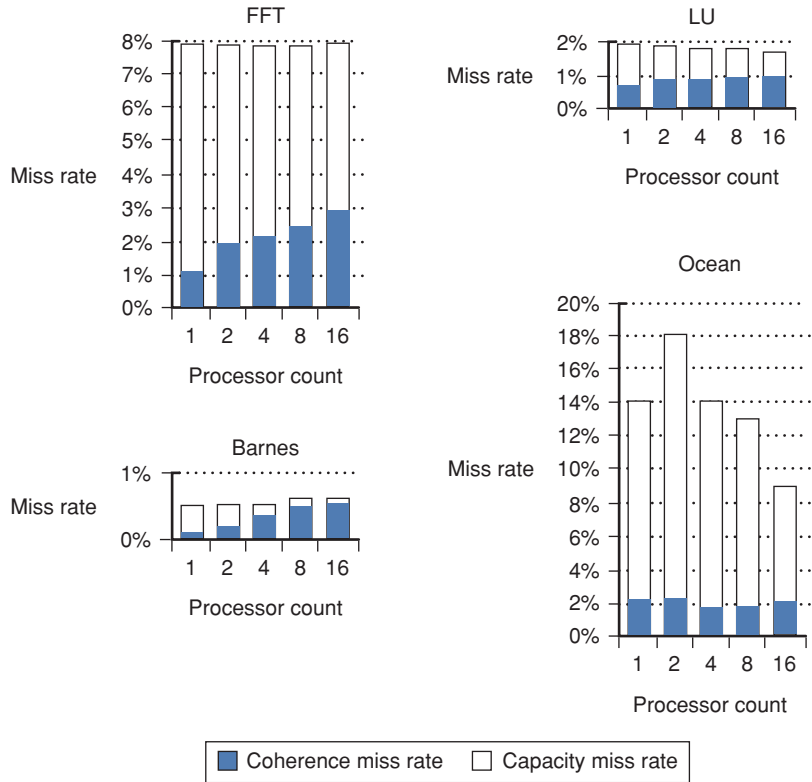 FFT
8%
7%
6%
5%
4%
3%
2%
1%
0%
Miss rate
1 2 4 8 16
Processor count
LU
2%
1%
0%
Miss rate
1 2 4 8 16
Processor count
Barnes
1%
0%
Miss rate
1 2 4 8 16
Processor count
Ocean
20%
18%
16%
14%
12%
10%
8%
6%
4%
2%
0%
Miss rate
1 2 4 8 16
Processor count
Coherence miss rate Capacity miss rate